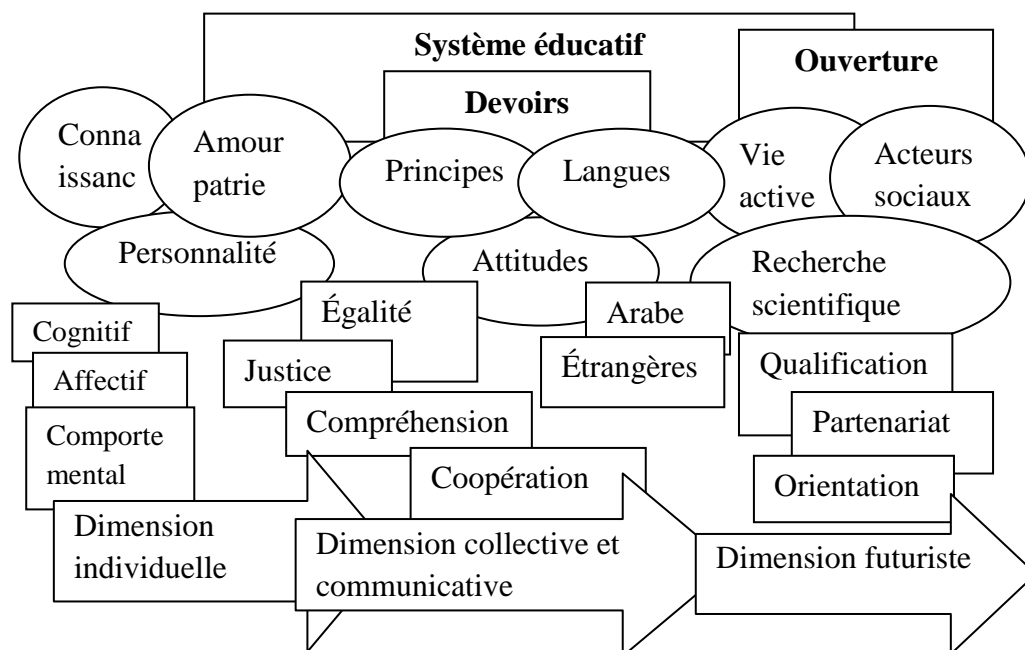 Système éducatif
Ouverture
Devoirs
Conna
issanc
Amour
patrie
Principes
Langues
Vie
active
Acteurs
sociaux
Personnalité
Attitudes
Recherche
scientifique
Égalité
Arabe
Cognitif
Justice
Étrangères
Qualification
Affectif
Compréhension
Partenariat
Comporte
mental
Coopération
Orientation
Dimension
individuelle
Dimension collective et
communicative
Dimension futuriste